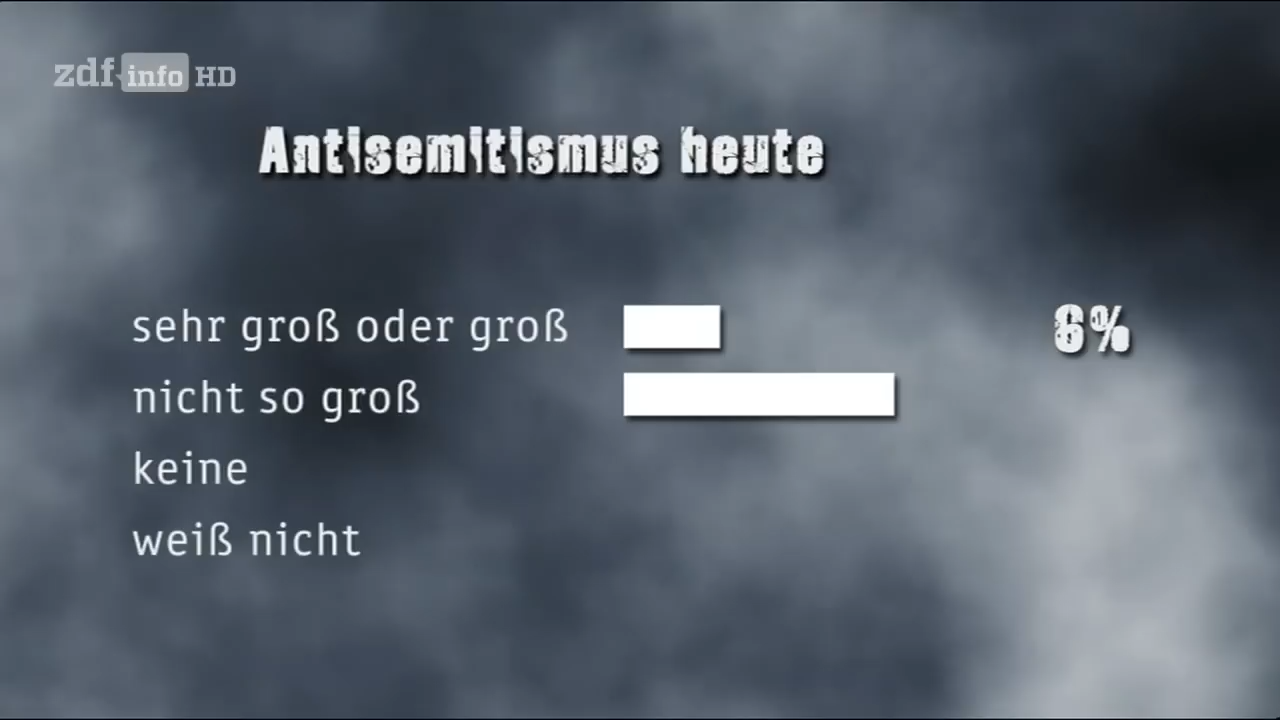 zdf info HD
Antisemitismus heute
sehr groß oder groß 6%
nicht so groß
keine
weiß nicht